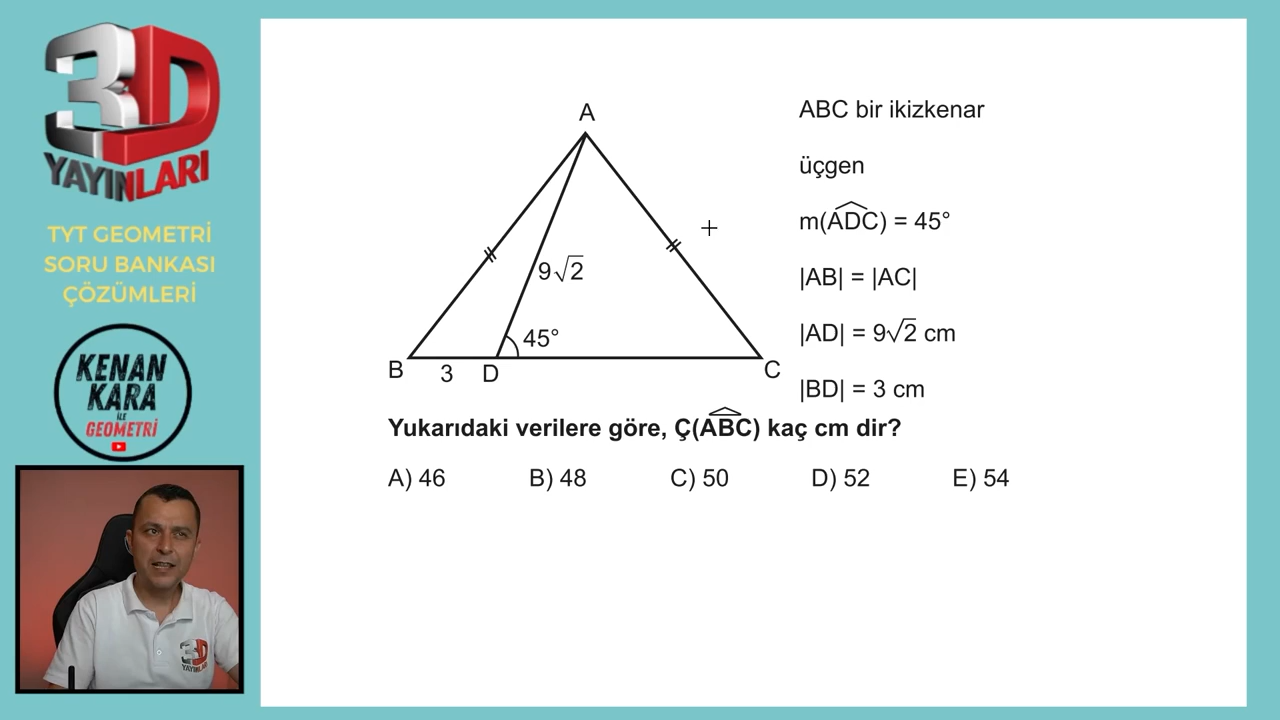 3D
YAYINLARI
TYT GEOMETRİ
SORU BANKASI
ÇÖZÜMLERİ
KENAN
KARA
İLE
GEOMETRİ
3D
YAYINLARI
A
9√2
45°
B 3 D C
ABC bir ikizkenar
üçgen
m(ADC) = 45°
|AB| = |AC|
|AD| = 9√2 cm
|BD| = 3 cm
Yukarıdaki verilere göre, Ç(ABC) kaç cm dir?
A) 46 B) 48 C) 50 D) 52 E) 54